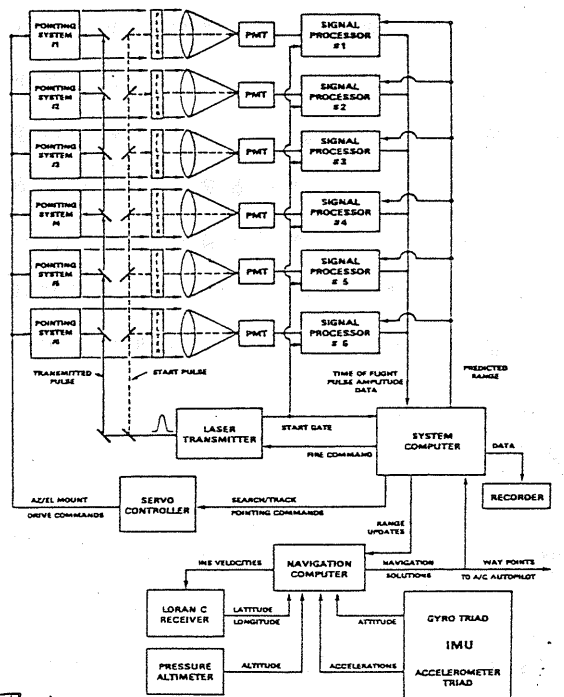 POINTING
SYSTEM
#1
FILTER
PMT
SIGNAL
PROCESSOR
#1
POINTING
SYSTEM
#2
FILTER
PMT
SIGNAL
PROCESSOR
#2
POINTING
SYSTEM
#3
FILTER
PMT
SIGNAL
PROCESSOR
#3
POINTING
SYSTEM
#4
FILTER
PMT
SIGNAL
PROCESSOR
#4
POINTING
SYSTEM
#5
FILTER
PMT
SIGNAL
PROCESSOR
# 5
POINTING
SYSTEM
#6
FILTER
PMT
SIGNAL
PROCESSOR
# 6
TRANSMITTED
PULSE
START PULSE
TIME OF FLIGHT
PULSE AMPLITUDE
DATA
PREDICTED
RANGE
LASER
TRANSMITTER
START GATE
FIRE COMMAND
SYSTEM
COMPUTER
DATA
RECORDER
AZ/EL MOUNT
DRIVE COMMANDS
SERVO
CONTROLLER
SEARCH/TRACK
POINTING COMMANDS
RANGE
UPDATES
INS VELOCITIES
NAVIGATION
COMPUTER
NAVIGATION
SOLUTIONS
WAY POINTS
TO A/C AUTOPILOT
LORAN C
RECEIVER
LATITUDE
LONGITUDE
ATTITUDE
GYRO TRIAD
IMU
ACCELEROMETER
TRIAD
PRESSURE
ALTIMETER
ALTITUDE
ACCELERATIONS